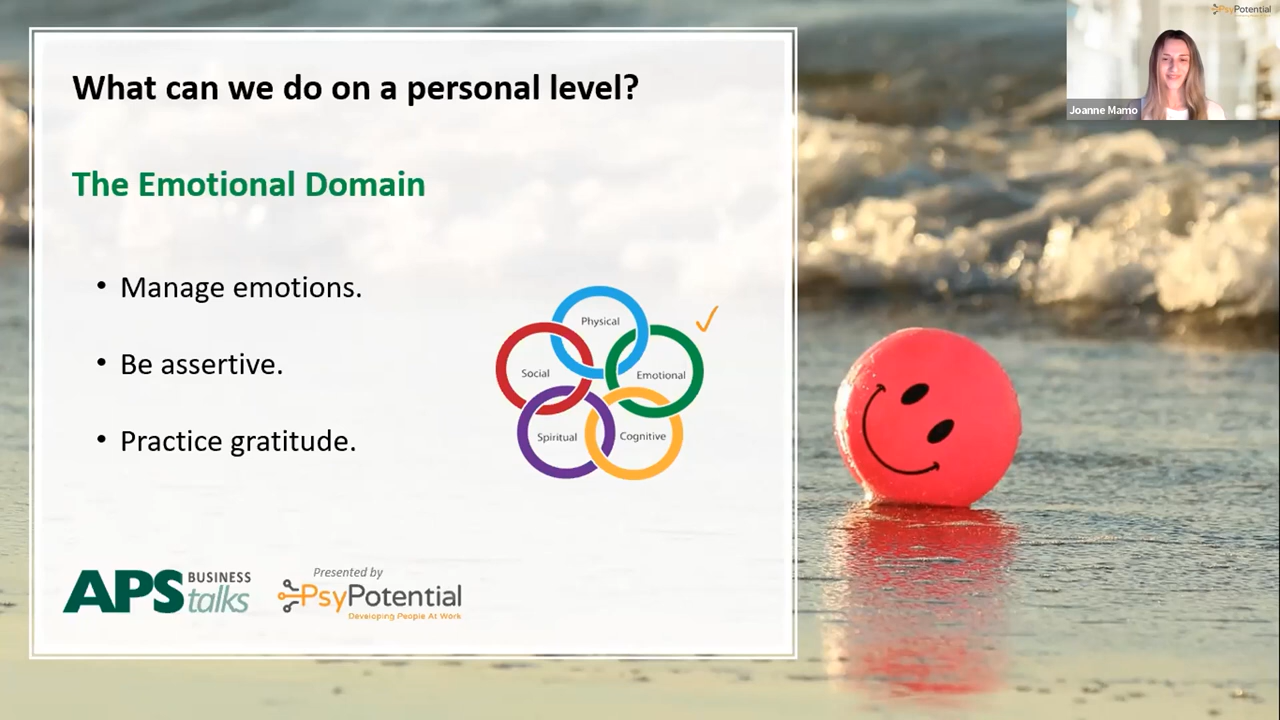 What can we do on a personal level?
The Emotional Domain
• Manage emotions.
• Be assertive.
• Practice gratitude.
Physical
Social
Emotional
Spiritual
Cognitive
APS BUSINESS
talks
Presented by
PsyPotential
Developing People At Work
PsyPotential
Joanne Mamo